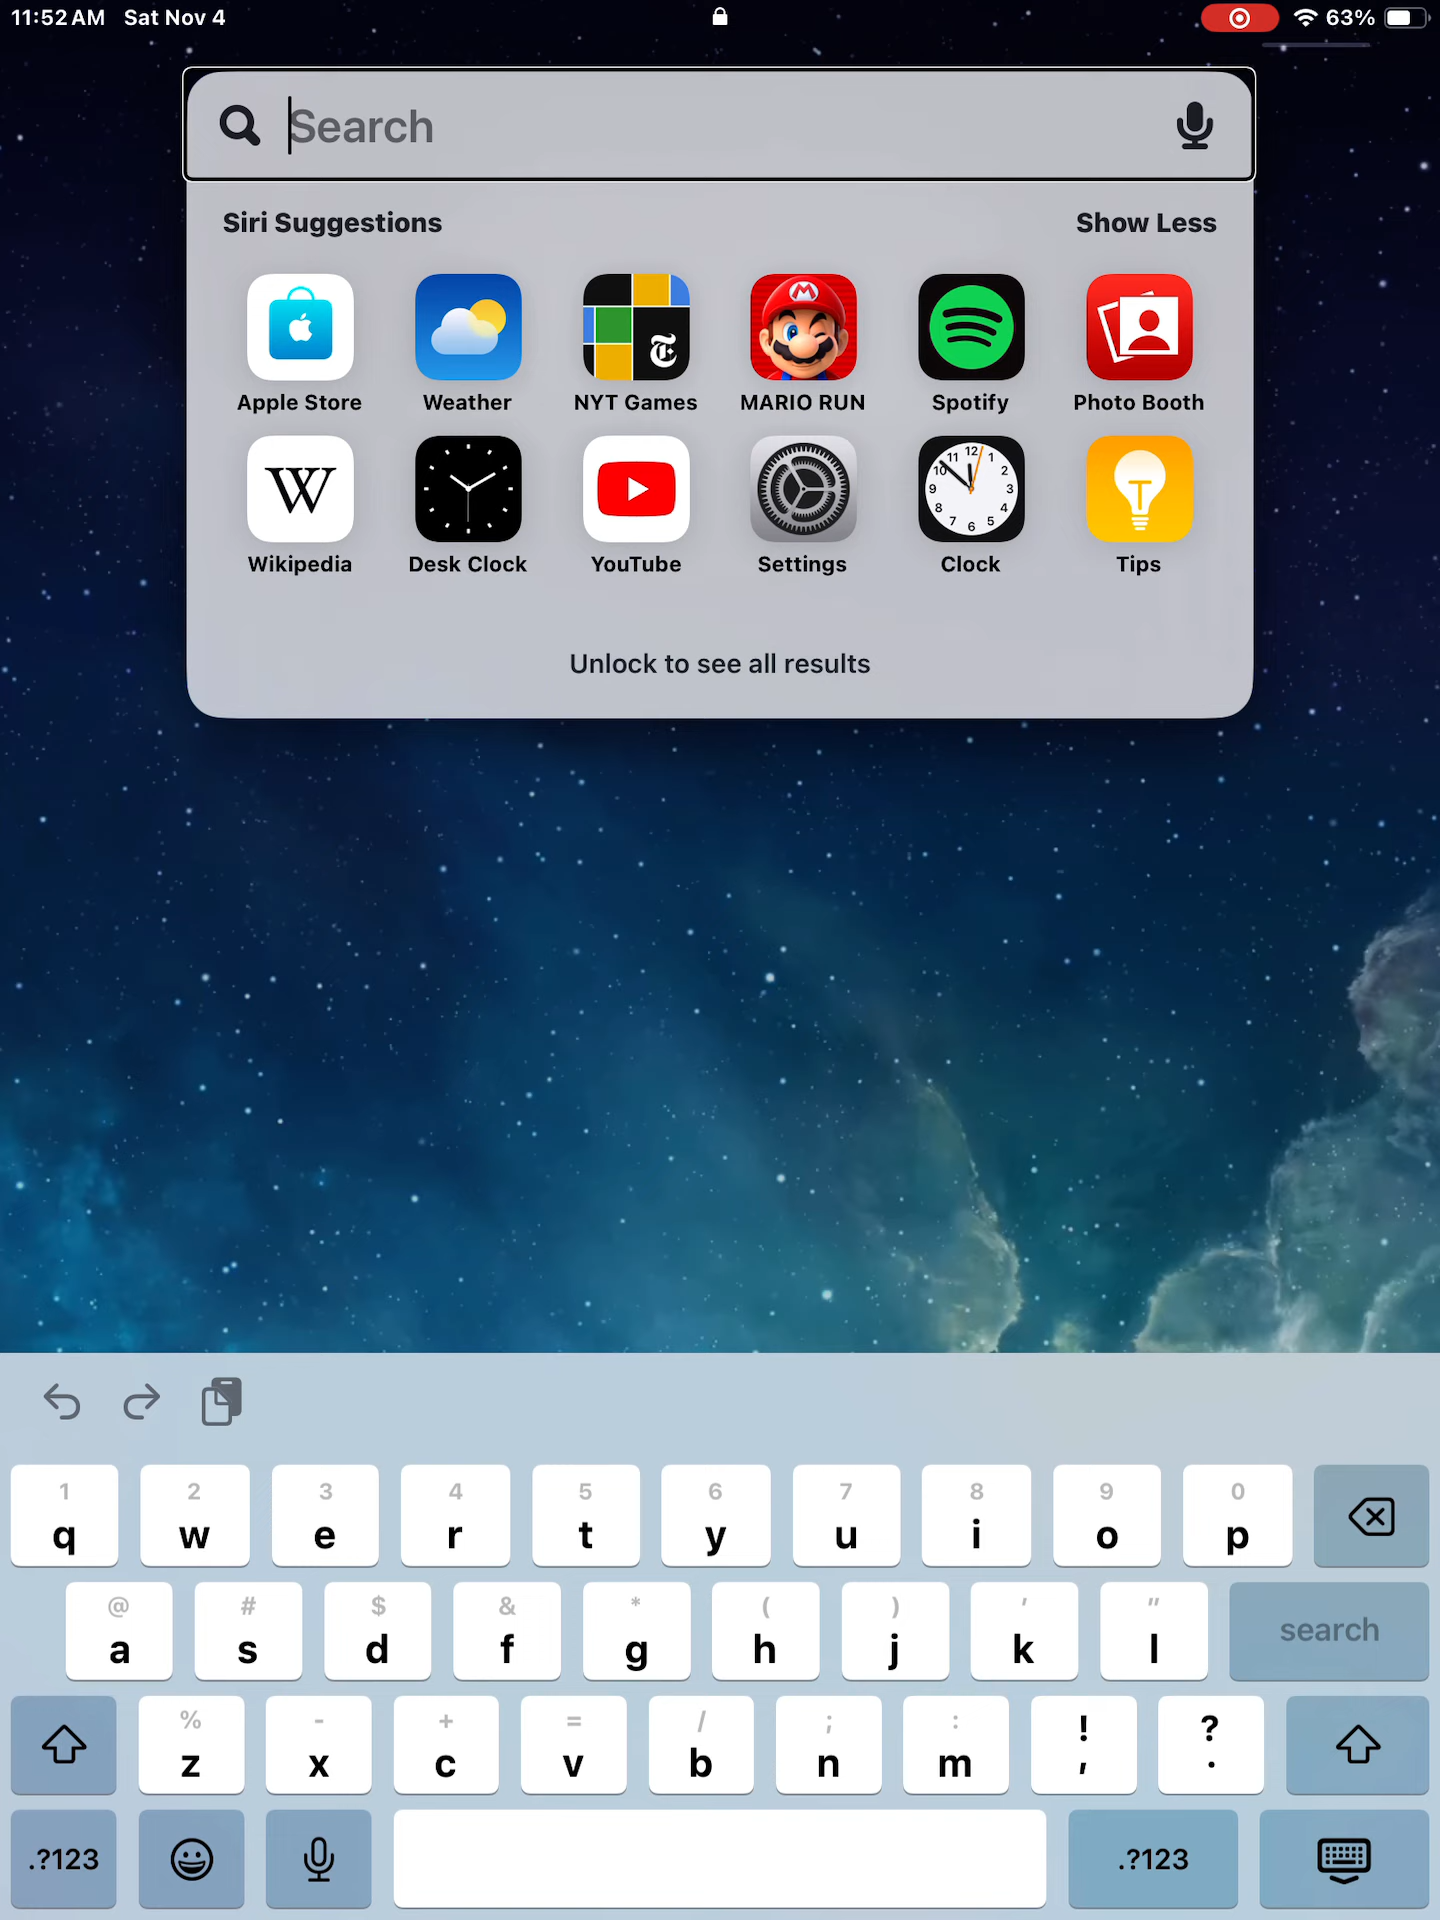 11:52 AM Sat Nov 4 63%
Search
Siri Suggestions Show Less
Apple Store Weather NYT Games MARIO RUN Spotify Photo Booth
Wikipedia Desk Clock YouTube Settings Clock Tips
Unlock to see all results
1 2 3 4 5 6 7 8 9 0
q w e r t y u i o p
@ # $ & * ( ) ' "
a s d f g h j k l search
% - + = / ; : ! ?
z x c v b n m , .
.?123 .?123